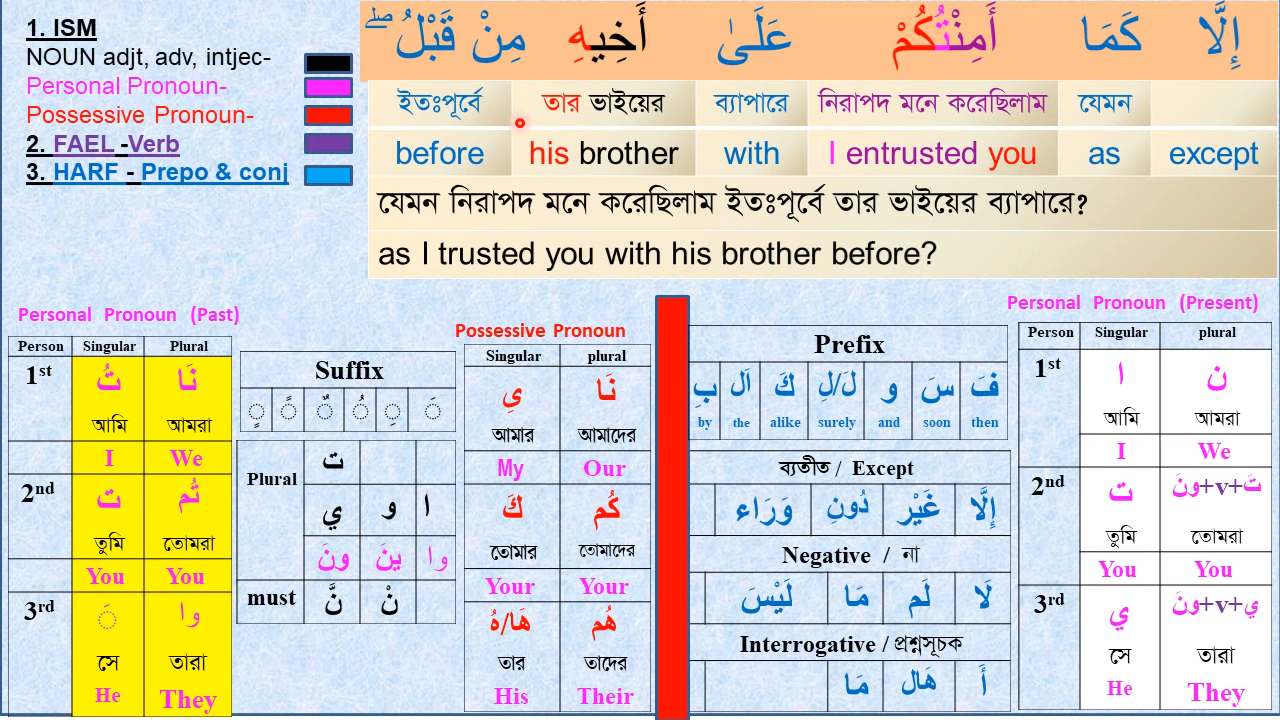 1. ISM
NOUN adjt, adv, intjec-
Personal Pronoun-
Possessive Pronoun-
2. FAEL -Verb
3. HARF - Prepo & conj
إِلَّا كَمَا أَمِنْتُكُمْ عَلَىٰ أَخِيهِ مِنْ قَبْلُ ۖ
ইতঃপূর্বে তার ভাইয়ের ব্যাপারে নিরাপদ মনে করেছিলাম যেমন
before his brother with I entrusted you as except
যেমন নিরাপদ মনে করেছিলাম ইতঃপূর্বে তার ভাইয়ের ব্যাপারে?
as I trusted you with his brother before?
Personal Pronoun (Past)
Person Singular Plural
1st تُ نَا
আমি আমরা
I We
2nd ت تُم
তুমি তোমরা
You You
3rd َ وا
সে তারা
He They
Suffix
ٍ ً ٌ ُ ِ َ
Plural ت
ي و ا
ونَ ينَ وا
must نَّ نْ
Possessive Pronoun
Singular plural
يِ نَا
আমার আমাদের
My Our
كَ كُم
তোমার তোমাদের
Your Your
هَا/هُ هُم
তার তাদের
His Their
Prefix
بِ اَل كَ لَ/لِ و سَ فَ
by the alike surely and soon then
ব্যতীত / Except
وَرَاء دُونِ غَيْر إِلَّا
Negative / না
لَيْسَ مَا لَم لَا
Interrogative / প্রশ্নসূচক
مَا هَال أَ
Personal Pronoun (Present)
Person Singular plural
1st ا ن
আমি আমরা
I We
2nd ت تَ+v+ونَ
তুমি তোমরা
You You
3rd ي ي+v+ونَ
সে তারা
He They